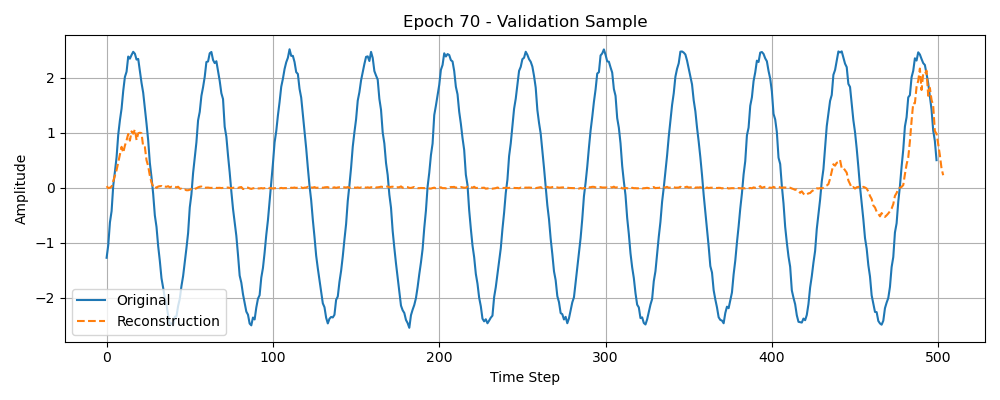 Epoch 70 - Validation Sample
Amplitude
2
1
0
−1
−2
Original
Reconstruction
0 100 200 300 400 500
Time Step